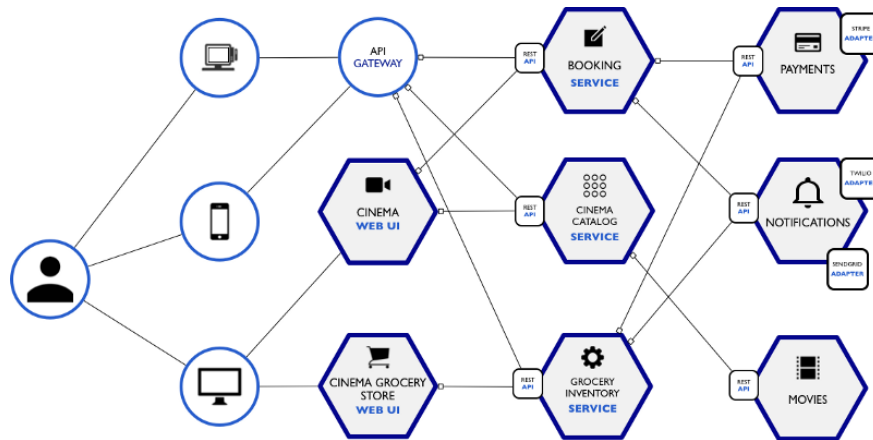 API
GATEWAY
REST
API
BOOKING
SERVICE
REST
API
PAYMENTS
STRIPE
ADAPTER
CINEMA
WEB UI
REST
API
CINEMA
CATALOG
SERVICE
REST
API
NOTIFICATIONS
TWILIO
ADAPTER
SENDGRID
ADAPTER
CINEMA GROCERY
STORE
WEB UI
REST
API
GROCERY
INVENTORY
SERVICE
REST
API
MOVIES